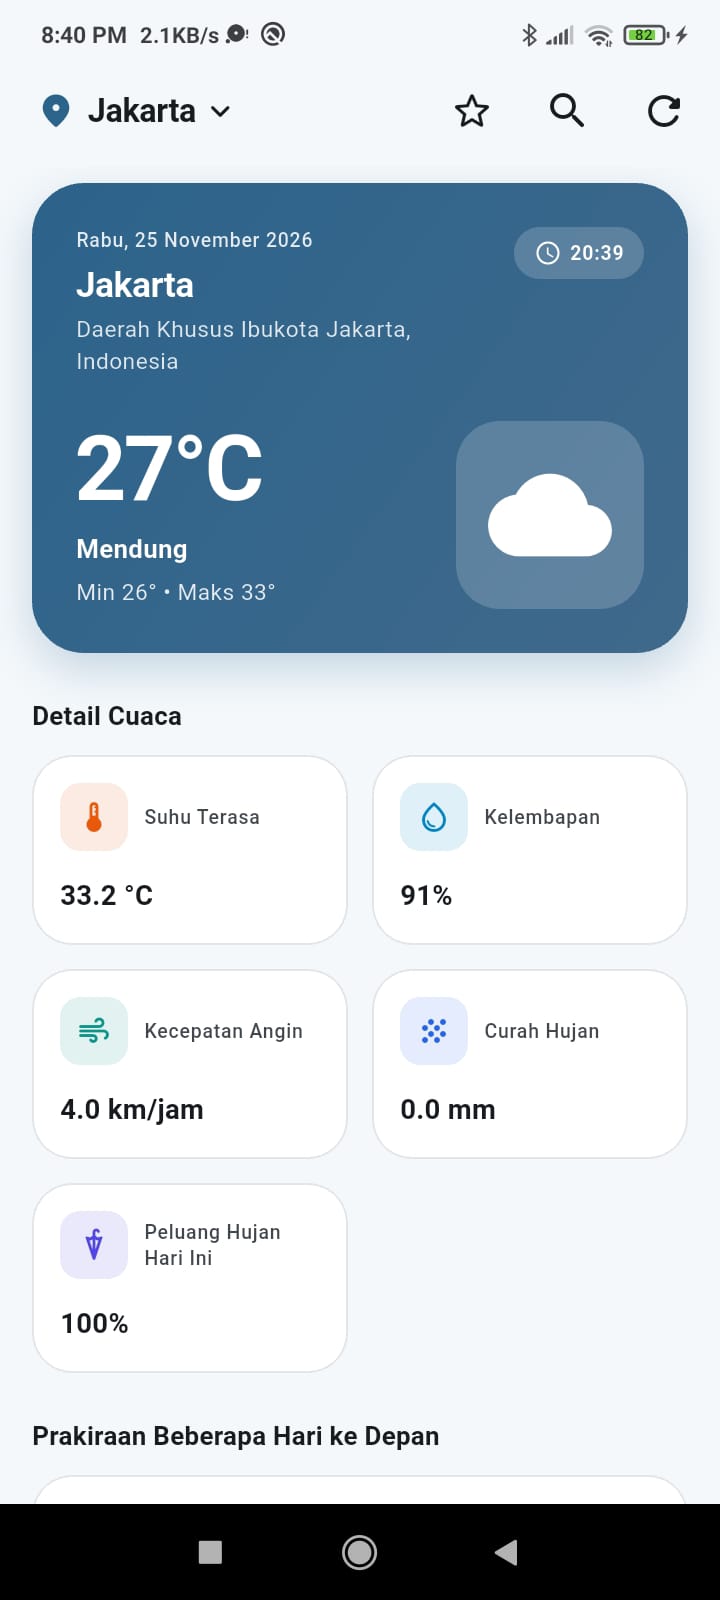 8:40 PM 2.1KB/s
82
Jakarta
Rabu, 25 November 2026
20:39
Jakarta
Daerah Khusus Ibukota Jakarta,
Indonesia
27°C
Mendung
Min 26° • Maks 33°
Detail Cuaca
Suhu Terasa
33.2 °C
Kelembapan
91%
Kecepatan Angin
4.0 km/jam
Curah Hujan
0.0 mm
Peluang Hujan
Hari Ini
100%
Prakiraan Beberapa Hari ke Depan